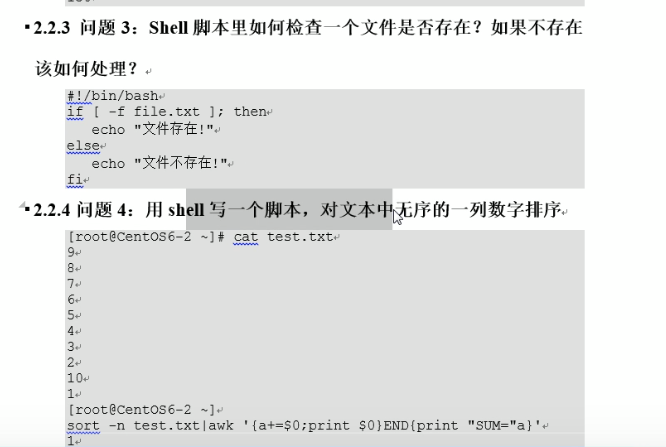 2.2.3 问题 3：Shell 脚本里如何检查一个文件是否存在？如果不存在
该如何处理？
#!/bin/bash
if [ -f file.txt ]; then
echo "文件存在!"
else
echo "文件不存在!"
fi
2.2.4 问题 4：用 shell 写一个脚本，对文本中无序的一列数字排序
[root@CentOS6-2 ~]# cat test.txt
9
8
7
6
5
4
3
2
10
1
[root@CentOS6-2 ~]
sort -n test.txt|awk '{a+=$0;print $0}END{print "SUM="a}'
1